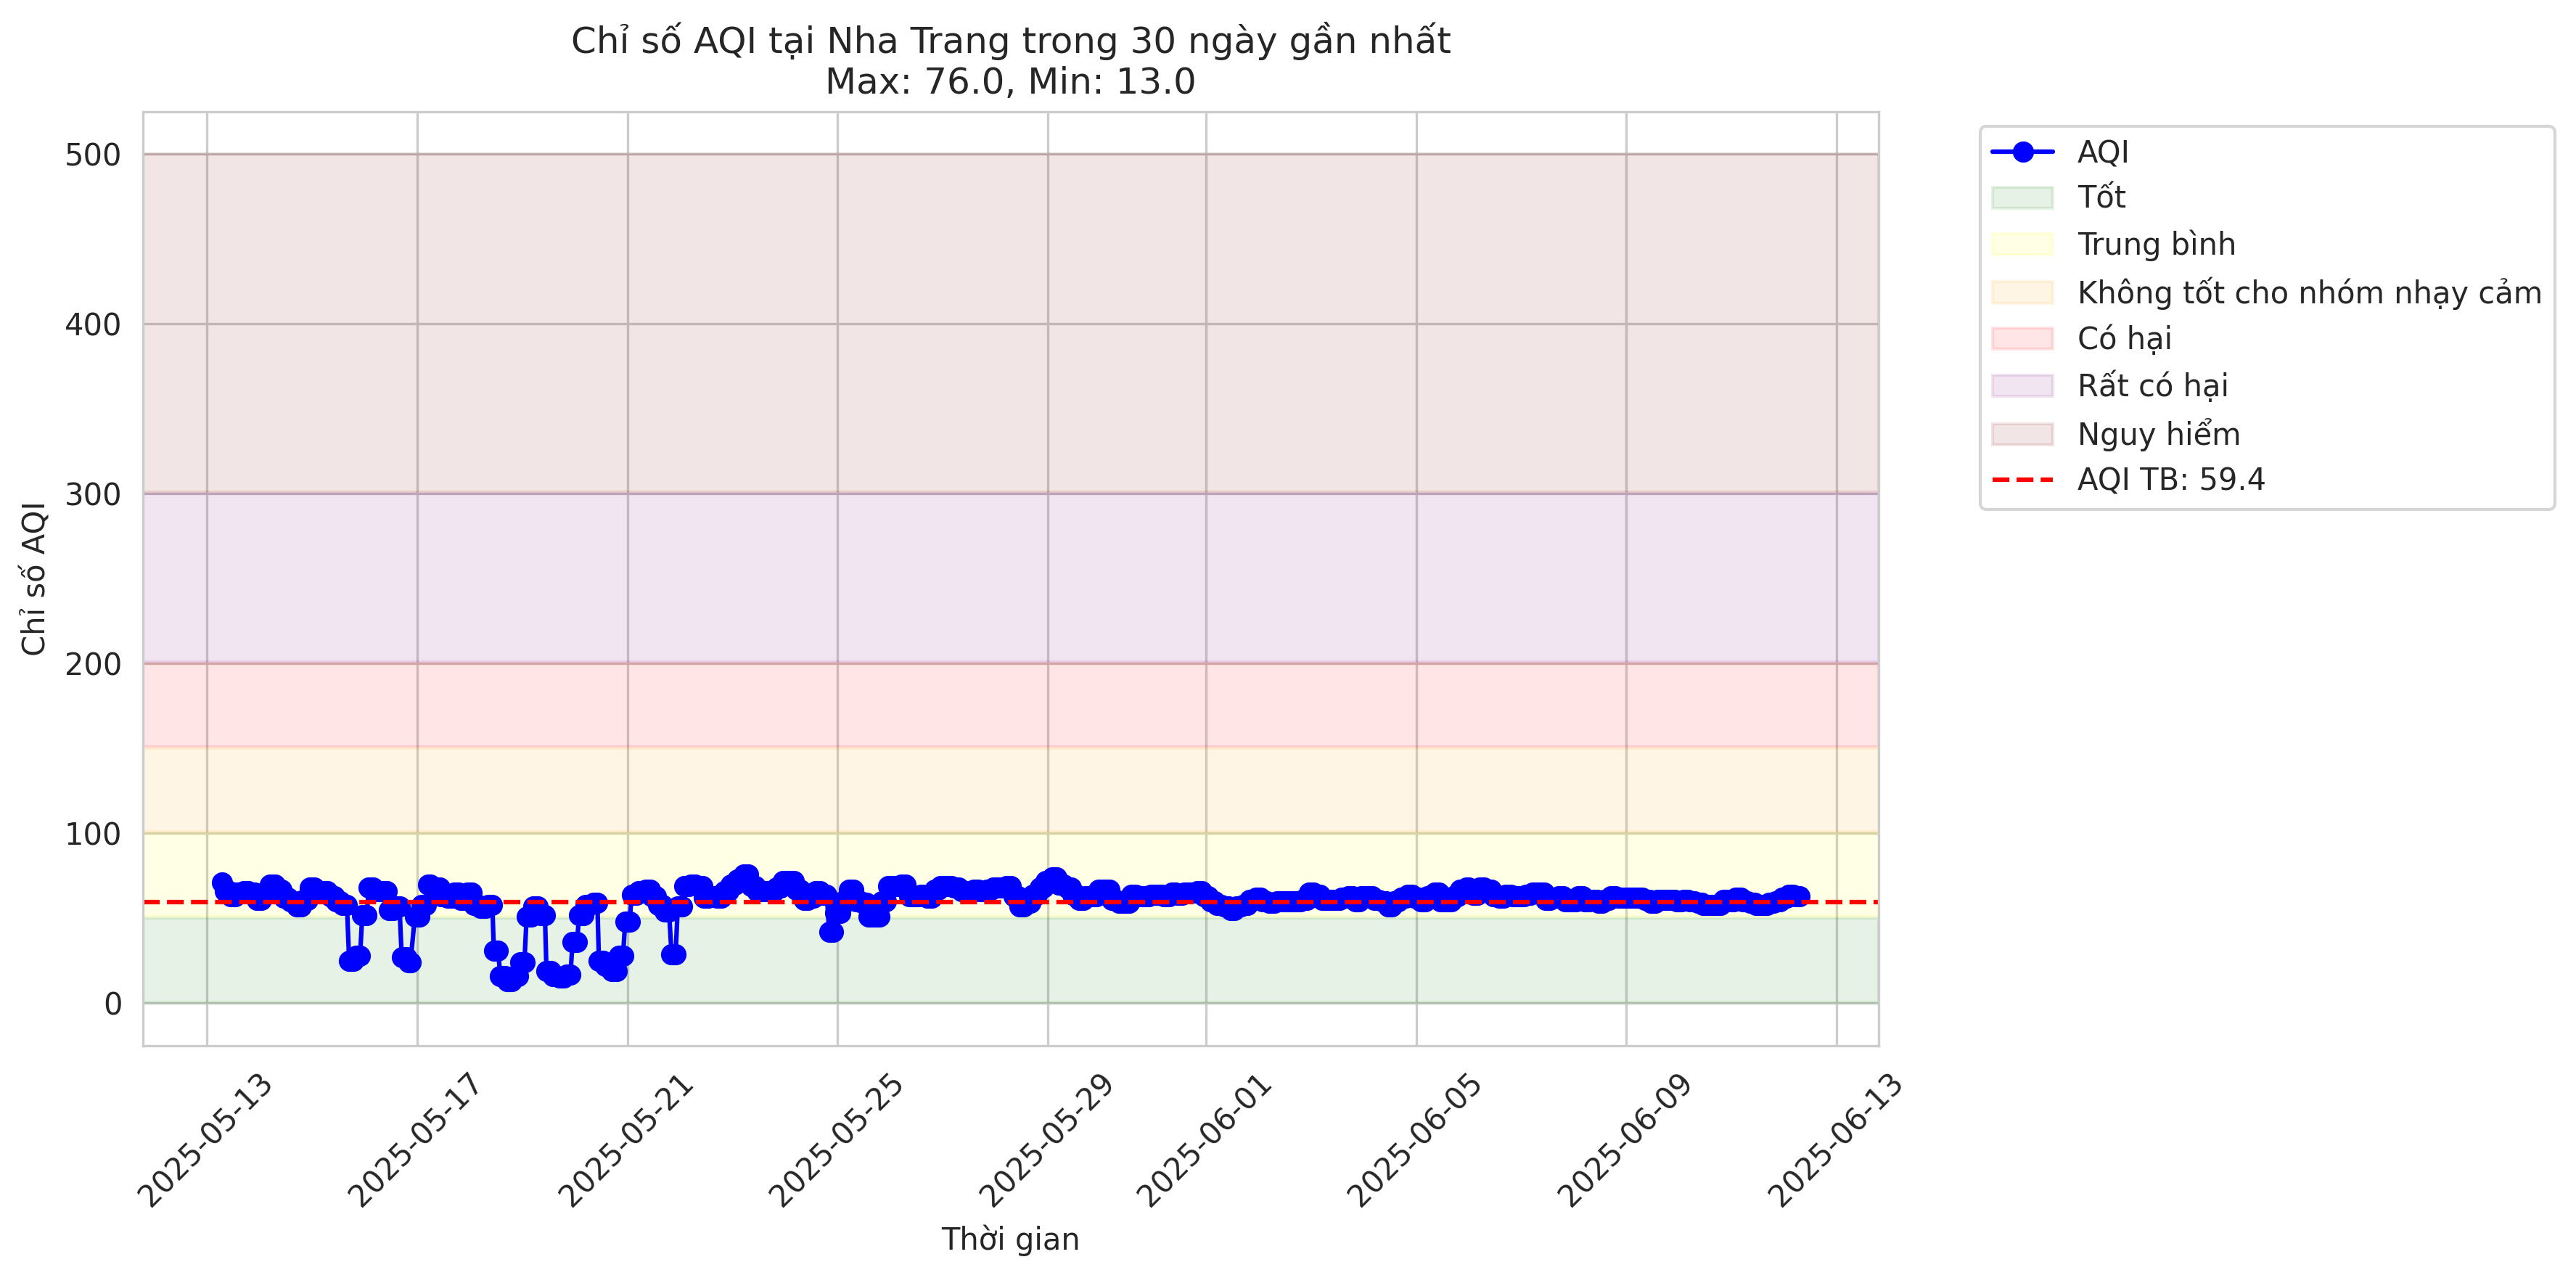 Chỉ số AQI tại Nha Trang trong 30 ngày gần nhất
Max: 76.0, Min: 13.0
Chỉ số AQI
500
400
300
200
100
0
2025-05-13
2025-05-17
2025-05-21
2025-05-25
2025-05-29
2025-06-01
2025-06-05
2025-06-09
2025-06-13
Thời gian
AQI
Tốt
Trung bình
Không tốt cho nhóm nhạy cảm
Có hại
Rất có hại
Nguy hiểm
AQI TB: 59.4